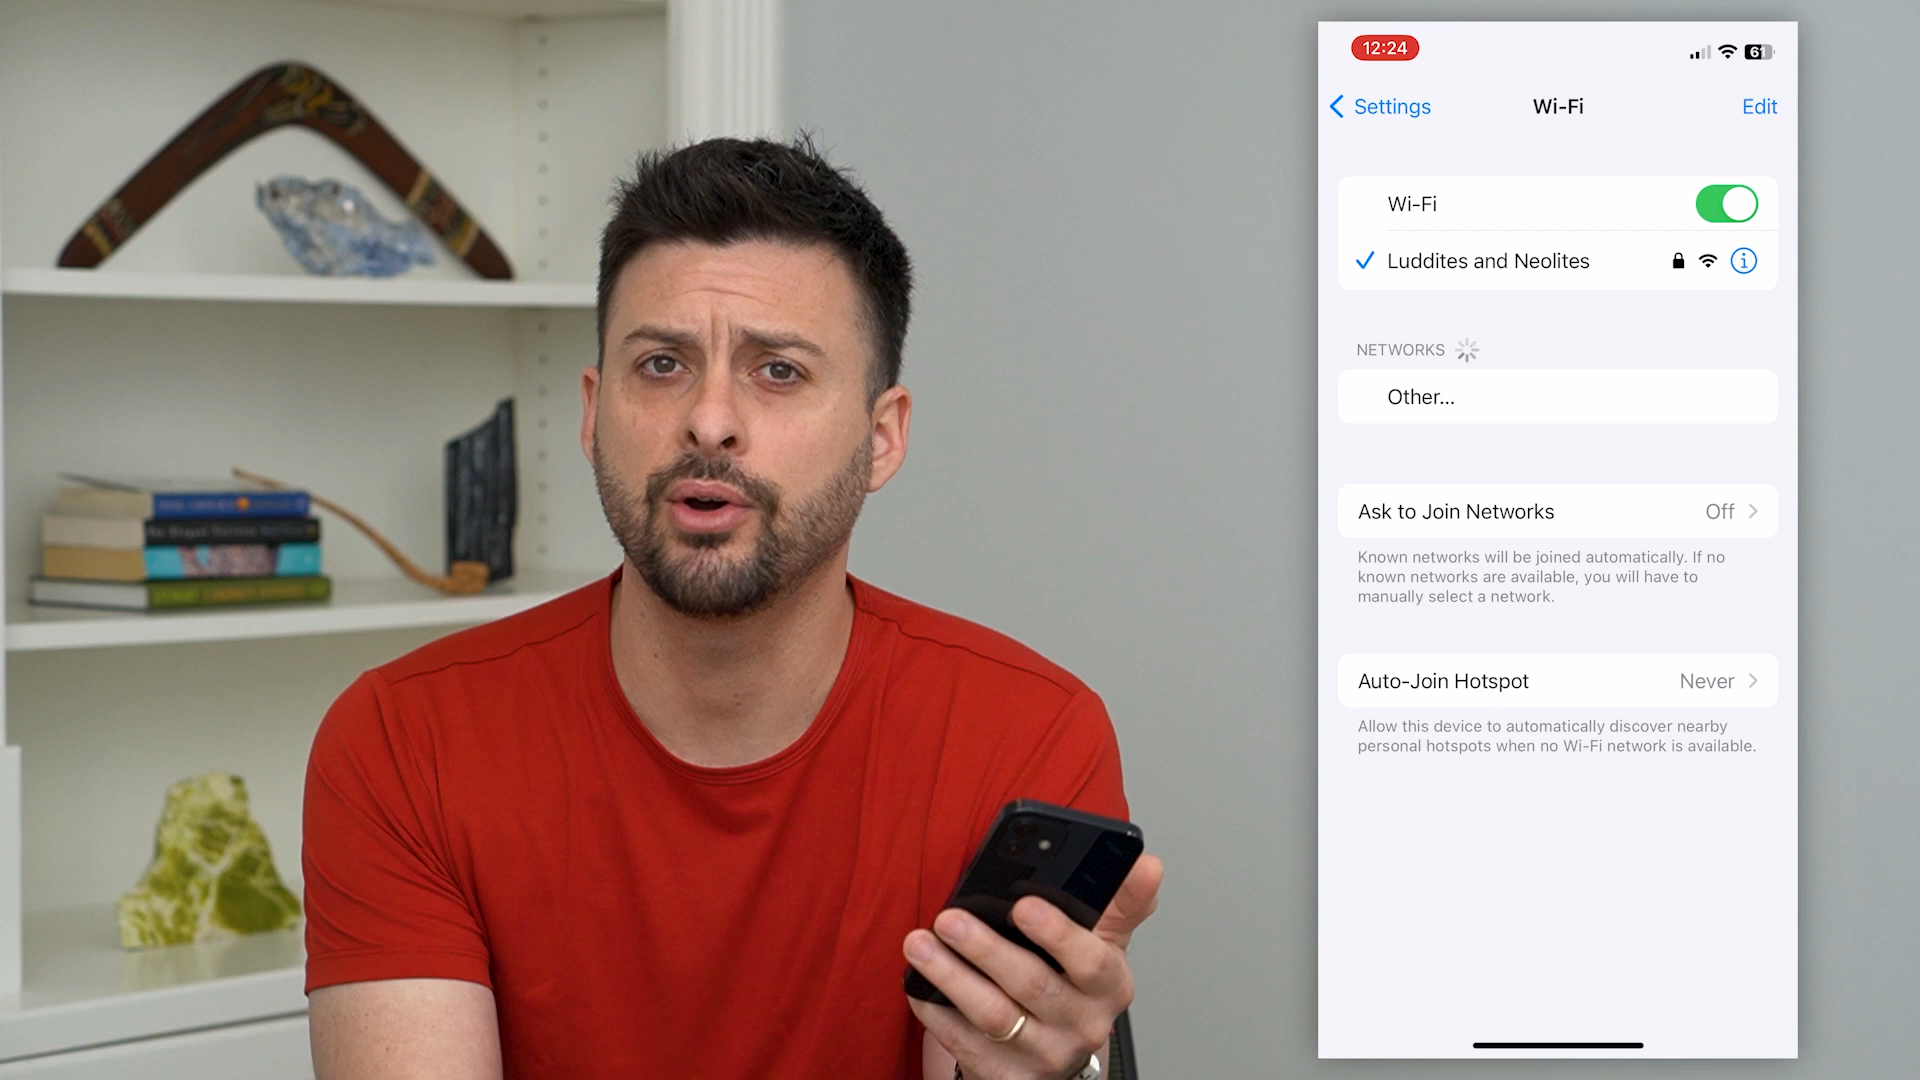 12:24
61
Settings
Wi-Fi
Edit
Wi-Fi
Luddites and Neolites
NETWORKS
Other...
Ask to Join Networks
Off
Known networks will be joined automatically. If no
known networks are available, you will have to
manually select a network.
Auto-Join Hotspot
Never
Allow this device to automatically discover nearby
personal hotspots when no Wi-Fi network is available.